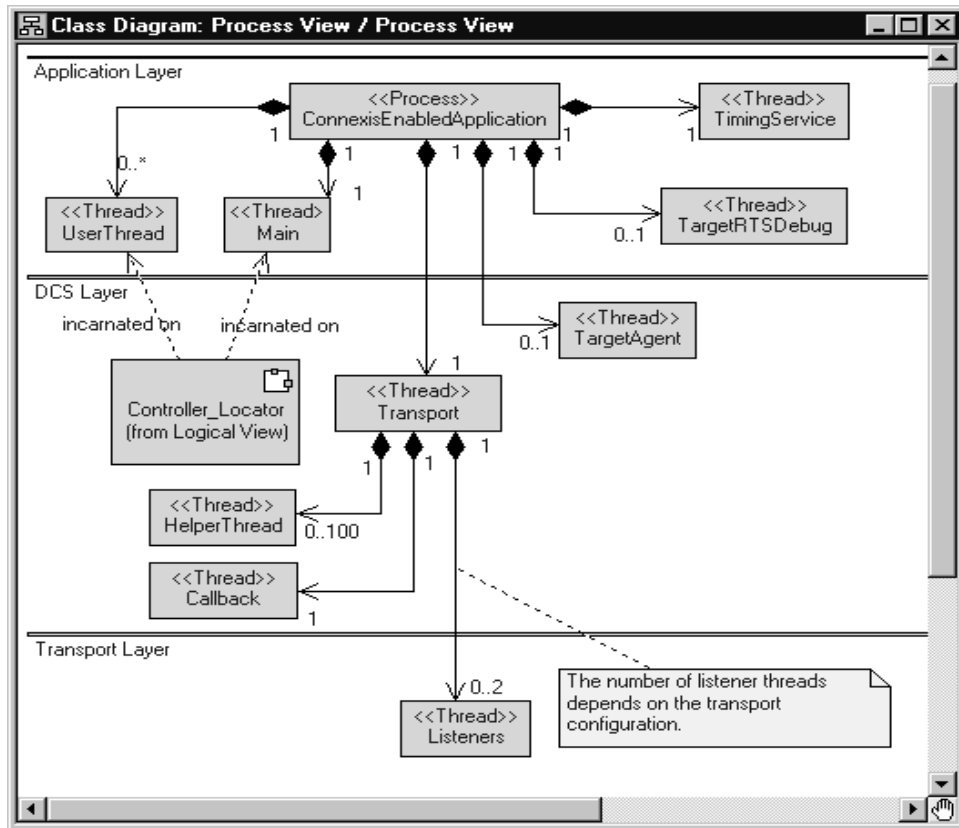 Class Diagram: Process View / Process View
Application Layer
<<Process>>
ConnexisEnabledApplication
<<Thread>>
TimingService
1
1
1
1
1
1
1
1
0..*
1
<<Thread>>
UserThread
<<Thread>
Main
<<Thread>>
TargetRTSDebug
0..1
DCS Layer
incarnated on
incarnated on
<<Thread>>
TargetAgent
0..1
1
<<Thread>>
Transport
Controller_Locator
(from Logical View)
1
1
1
<<Thread>>
HelperThread
0..100
<<Thread>>
Callback
1
Transport Layer
0..2
<<Thread>>
Listeners
The number of listener threads
depends on the transport
configuration.